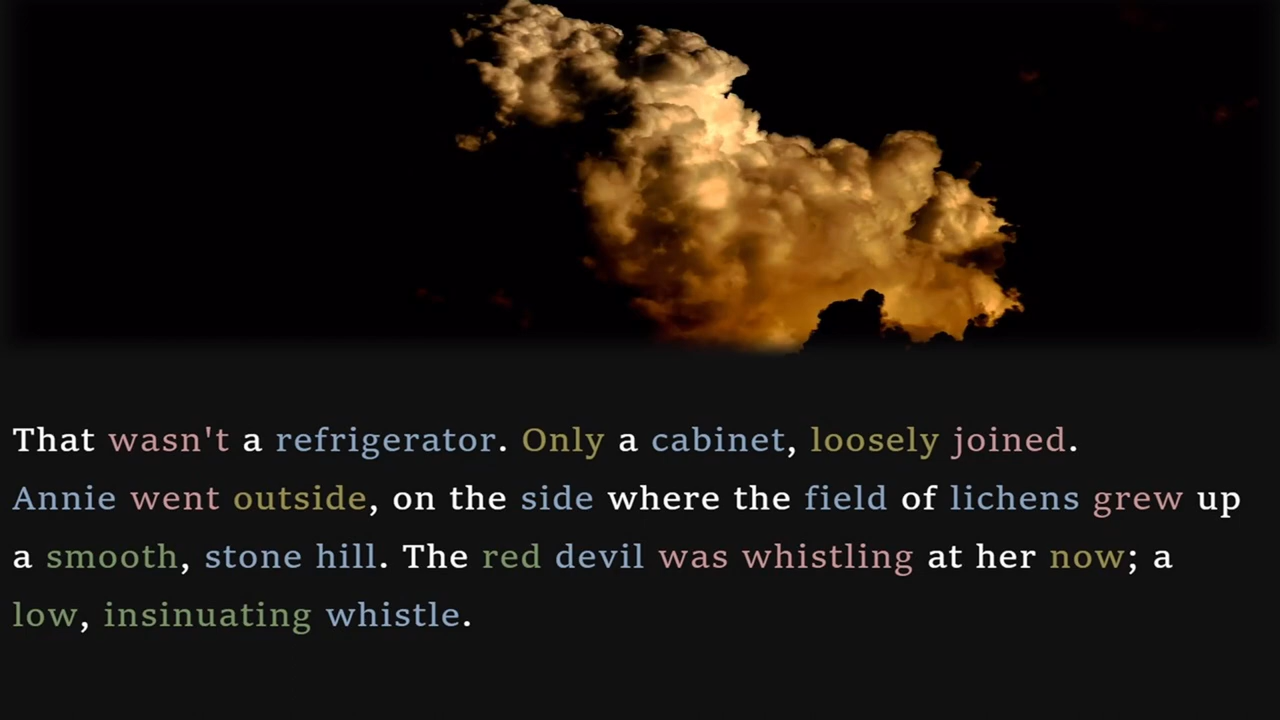 That wasn't a refrigerator. Only a cabinet, loosely joined.
Annie went outside, on the side where the field of lichens grew up
a smooth, stone hill. The red devil was whistling at her now; a
low, insinuating whistle.